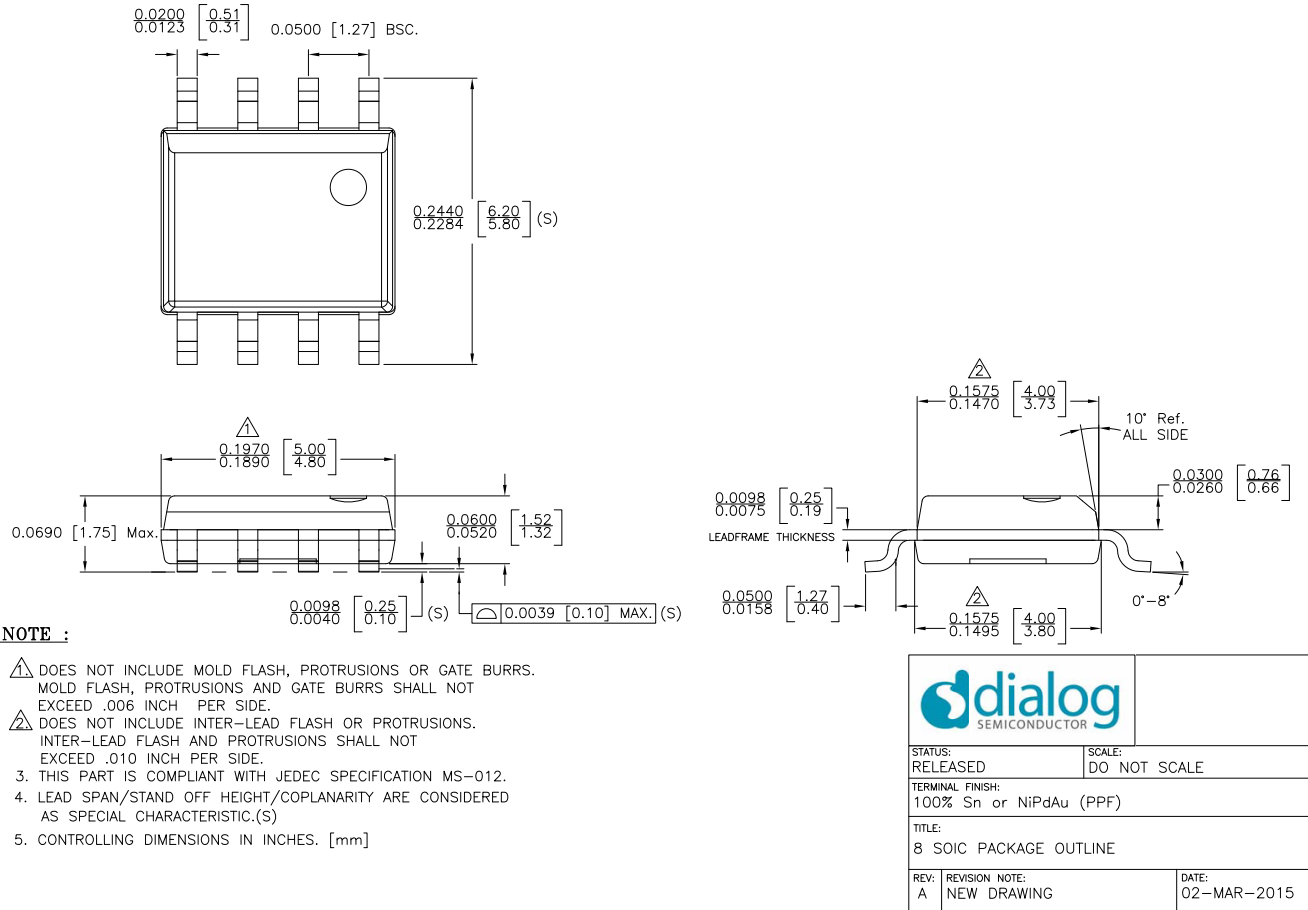 0.0200 [0.51]
0.0123 [0.31]
0.0500 [1.27] BSC.
0.2440 [6.20] (S)
0.2284 [5.80]
1
0.1970 [5.00]
0.1890 [4.80]
0.0690 [1.75] Max.
0.0600 [1.52]
0.0520 [1.32]
0.0098 [0.25] (S)
0.0040 [0.10]
0.0039 [0.10] MAX. (S)
2
0.1575 [4.00]
0.1470 [3.73]
10° Ref.
ALL SIDE
0.0300 [0.76]
0.0260 [0.66]
0.0098 [0.25]
0.0075 [0.19]
LEADFRAME THICKNESS
0.0500 [1.27]
0.0158 [0.40]
2
0.1575 [4.00]
0.1495 [3.80]
0°-8°
NOTE :
1. DOES NOT INCLUDE MOLD FLASH, PROTRUSIONS OR GATE BURRS.
MOLD FLASH, PROTRUSIONS AND GATE BURRS SHALL NOT
EXCEED .006 INCH PER SIDE.
2. DOES NOT INCLUDE INTER-LEAD FLASH OR PROTRUSIONS.
INTER-LEAD FLASH AND PROTRUSIONS SHALL NOT
EXCEED .010 INCH PER SIDE.
3. THIS PART IS COMPLIANT WITH JEDEC SPECIFICATION MS-012.
4. LEAD SPAN/STAND OFF HEIGHT/COPLANARITY ARE CONSIDERED
AS SPECIAL CHARACTERISTIC.(S)
5. CONTROLLING DIMENSIONS IN INCHES. [mm]
dialog
SEMICONDUCTOR
STATUS:
RELEASED
SCALE:
DO NOT SCALE
TERMINAL FINISH:
100% Sn or NiPdAu (PPF)
TITLE:
8 SOIC PACKAGE OUTLINE
REV:
A
REVISION NOTE:
NEW DRAWING
DATE:
02-MAR-2015